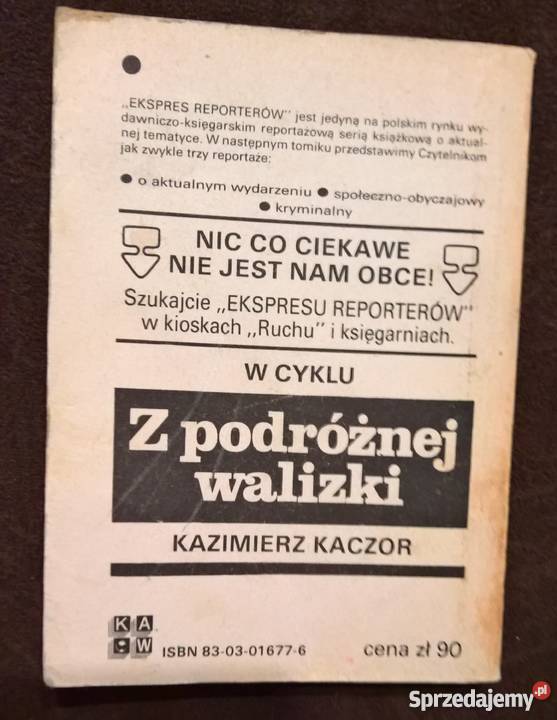 „EKSPRES REPORTERÓW" jest jedyną na polskim rynku wy-
dawniczo-księgarskim reportażową serią książkową o aktual-
nej tematyce. W następnym tomiku przedstawimy Czytelnikom
jak zwykle trzy reportaże:
● o aktualnym wydarzeniu ● społeczno-obyczajowy
● kryminalny
NIC CO CIEKAWE
NIE JEST NAM OBCE!
Szukajcie „EKSPRESU REPORTERÓW"
w kioskach „Ruchu" i księgarniach.
W CYKLU
Z podróżnej
walizki
KAZIMIERZ KACZOR
K A
W ISBN 83-03-01677-6 cena zł 90
Sprzedajemy.pl